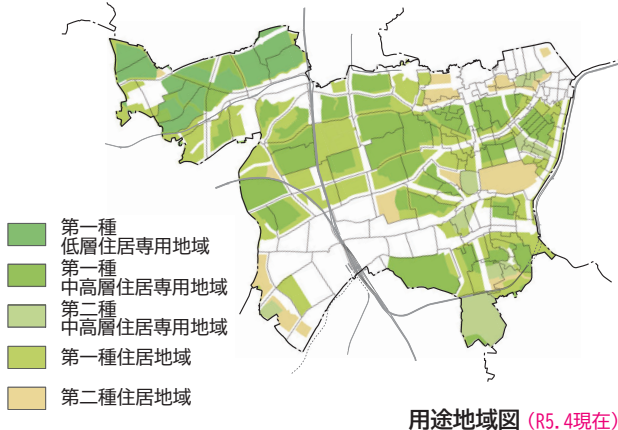 第一種
低層住居専用地域
第一種
中高層住居専用地域
第二種
中高層住居専用地域
第一種住居地域
第二種住居地域
用途地域図 (R5.4現在)